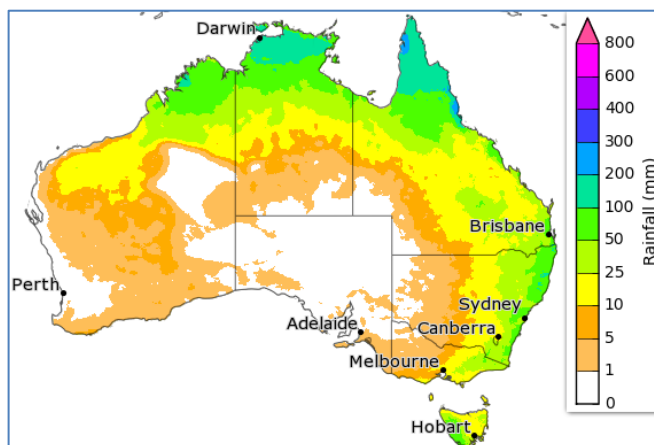 Darwin
Brisbane
Perth
Sydney
Adelaide
Canberra
Melbourne
Hobart
800
600
400
300
200
100
50
25
10
5
1
0
Rainfall (mm)